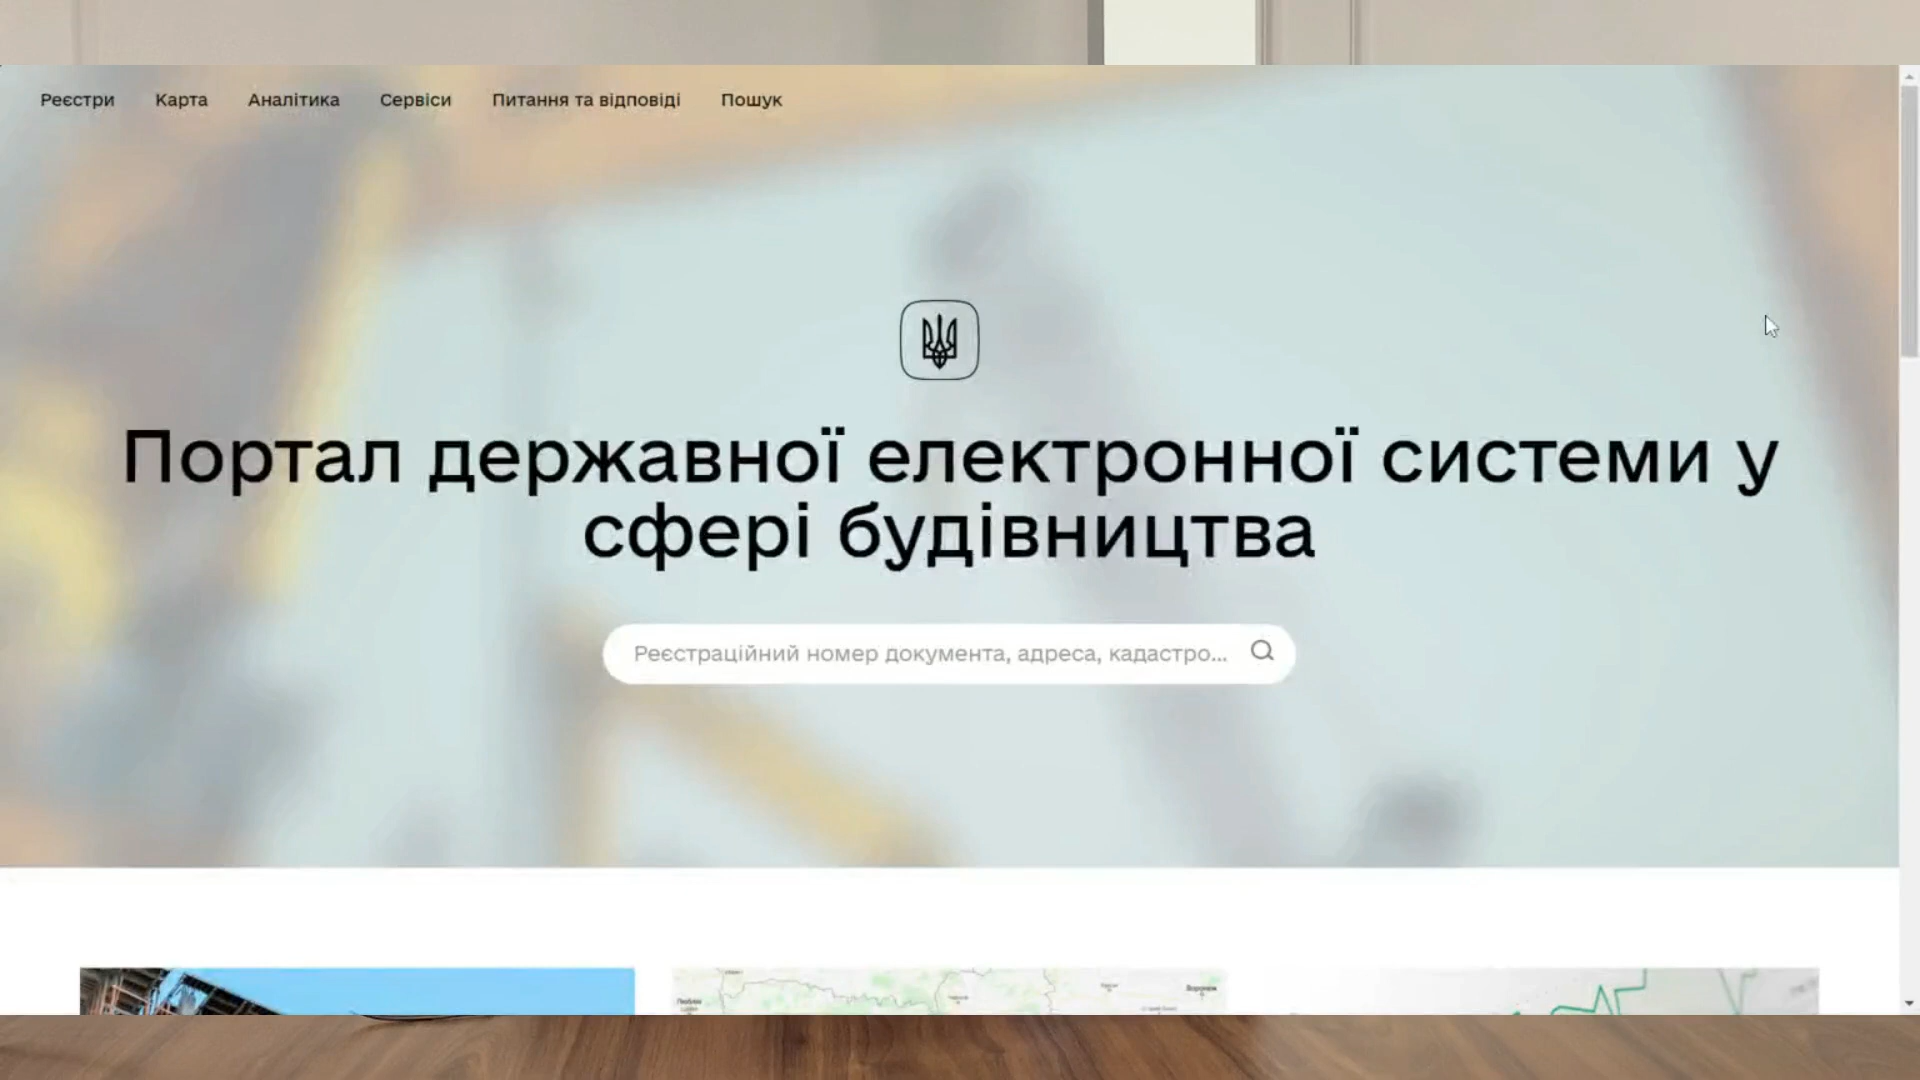 Реєстри Карта Аналітика Сервіси Питання та відповіді Пошук
Портал державної електронної системи у
сфері будівництва
Реєстраційний номер документа, адреса, кадастро...
Воронеж